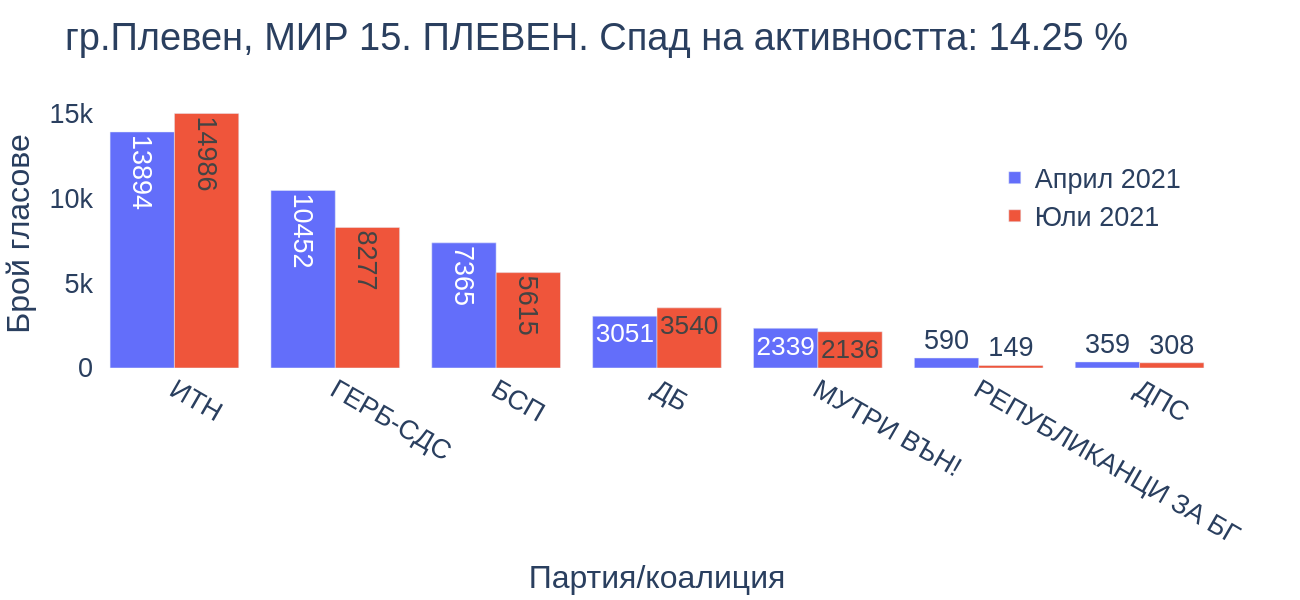 гр.Плевен, МИР 15. ПЛЕВЕН. Спад на активността: 14.25 %
Брой гласове
15k
10k
5k
0
13894
14986
10452
8277
7365
5615
3051
3540
2339
2136
590
149
359
308
Април 2021
Юли 2021
ИТН
ГЕРБ-СДС
БСП
ДБ
МУТРИ ВЪН!
РЕПУБЛИКАНЦИ ЗА БГ
ДПС
Партия/коалиция